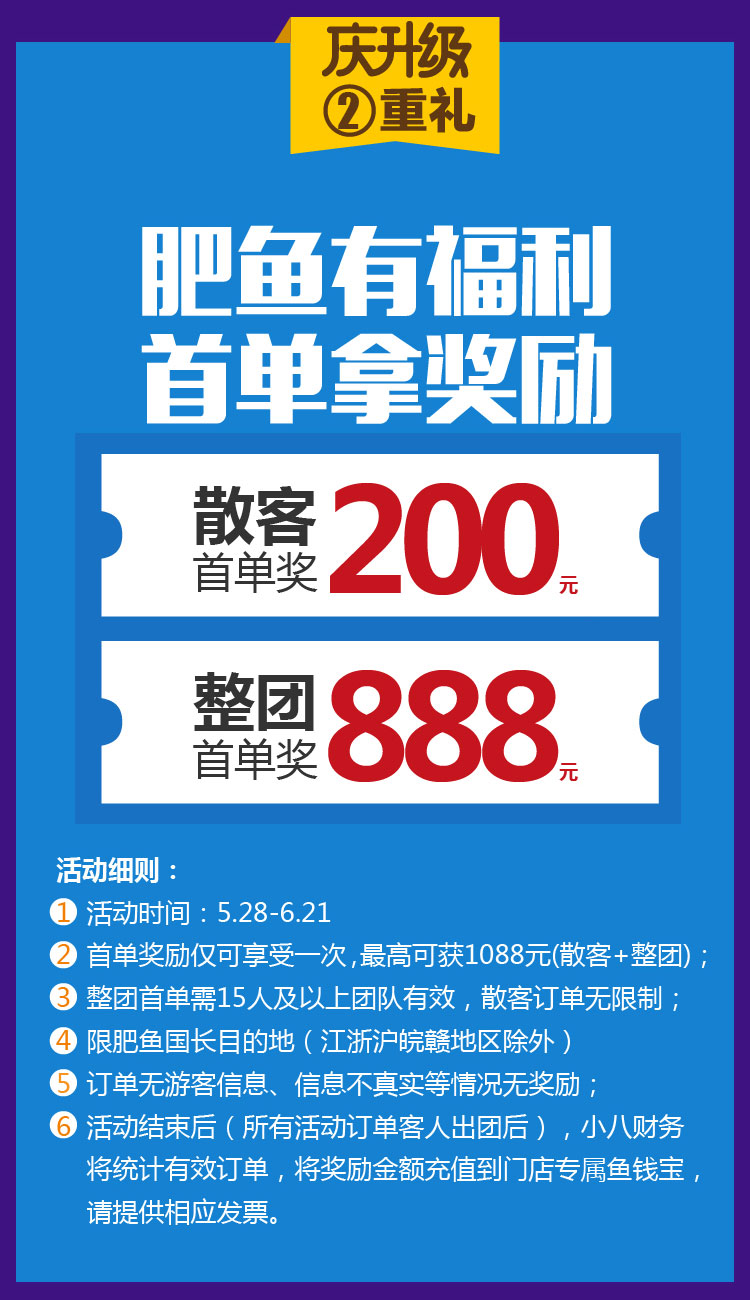 庆升级
②重礼
肥鱼有福利
首单拿奖励
散客
首单奖
200元
整团
首单奖
888元
活动细则：
1 活动时间：5.28-6.21
2 首单奖励仅可享受一次,最高可获1088元(散客+整团)；
3 整团首单需15人及以上团队有效，散客订单无限制；
4 限肥鱼国长目的地（江浙沪皖赣地区除外）
5 订单无游客信息、信息不真实等情况无奖励；
6 活动结束后（所有活动订单客人出团后），小八财务
将统计有效订单，将奖励金额充值到门店专属鱼钱宝，
请提供相应发票。